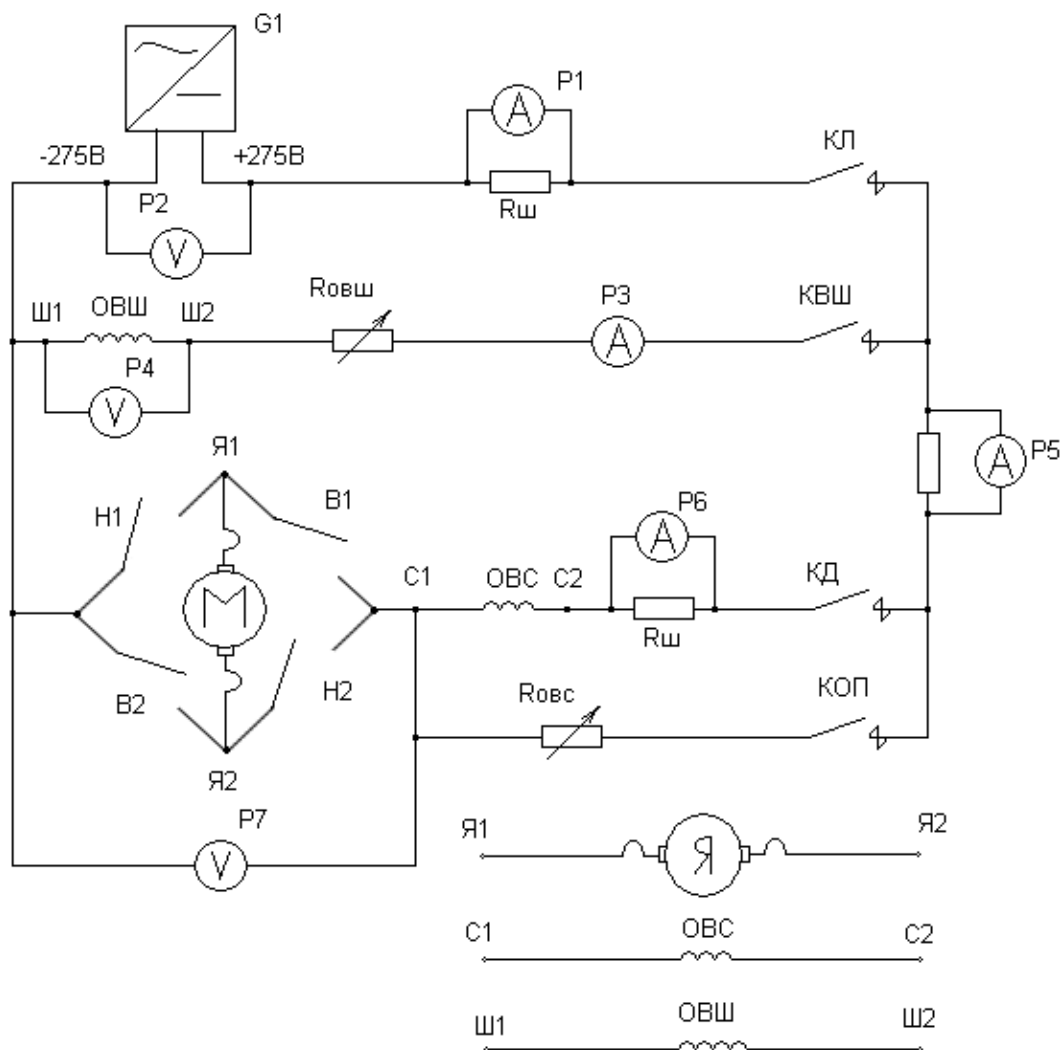 G1
P1
A
-275В
+275В
КЛ
P2
Rш
V
Ш1
ОВШ
Ш2
Rовш
P3
КВШ
A
P4
V
Я1
P5
A
Н1
В1
P6
A
С1
ОВС
С2
КД
M
Rш
В2
Н2
Rовс
КОП
Я2
P7
V
Я1
Я
Я2
С1
ОВС
С2
Ш1
ОВШ
Ш2